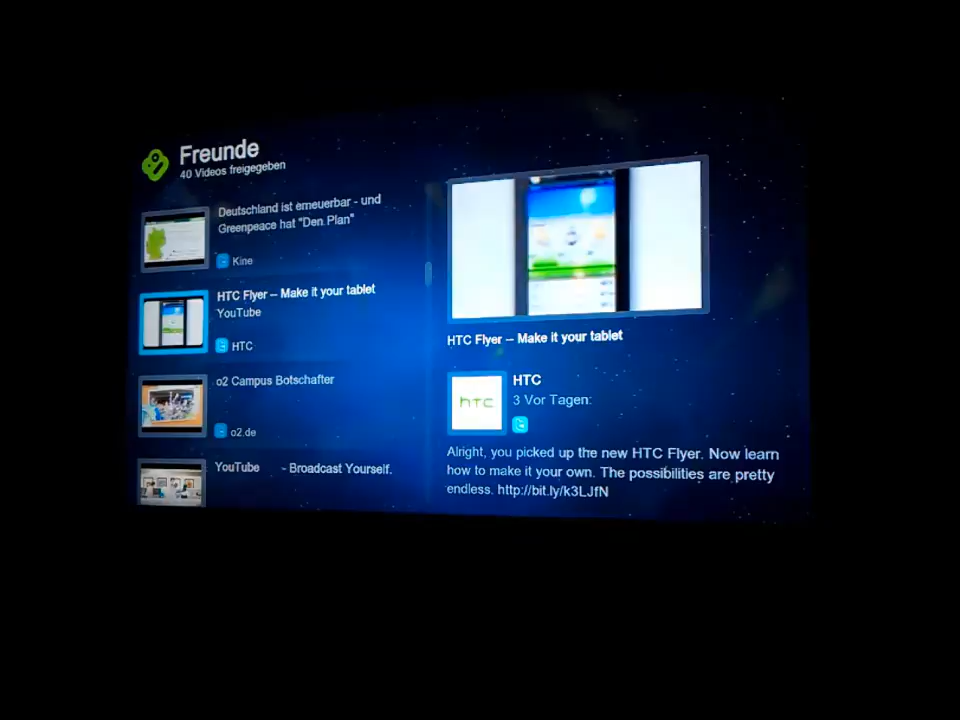 Freunde
40 Videos freigegeben
Deutschland ist erneuerbar - und
Greenpeace hat "Den Plan"
Kine
HTC Flyer -- Make it your tablet
YouTube
HTC
o2 Campus Botschafter
o2.de
YouTube - Broadcast Yourself.
HTC Flyer -- Make it your tablet
hTC
HTC
3 Vor Tagen:
Alright, you picked up the new HTC Flyer. Now learn
how to make it your own. The possibilities are pretty
endless. http://bit.ly/k3LJfN